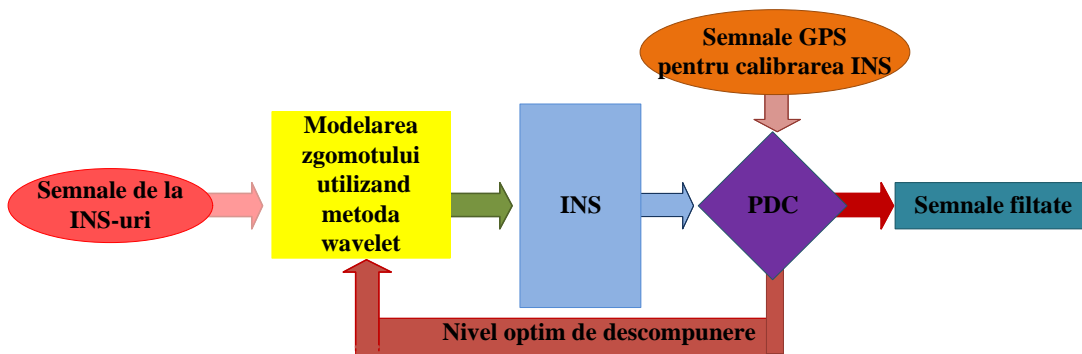 Semnale GPS
pentru calibrarea INS
Modelarea
zgomotului
utilizand
metoda
wavelet
Semnale de la
INS-uri
INS
PDC
Semnale filtate
Nivel optim de descompunere